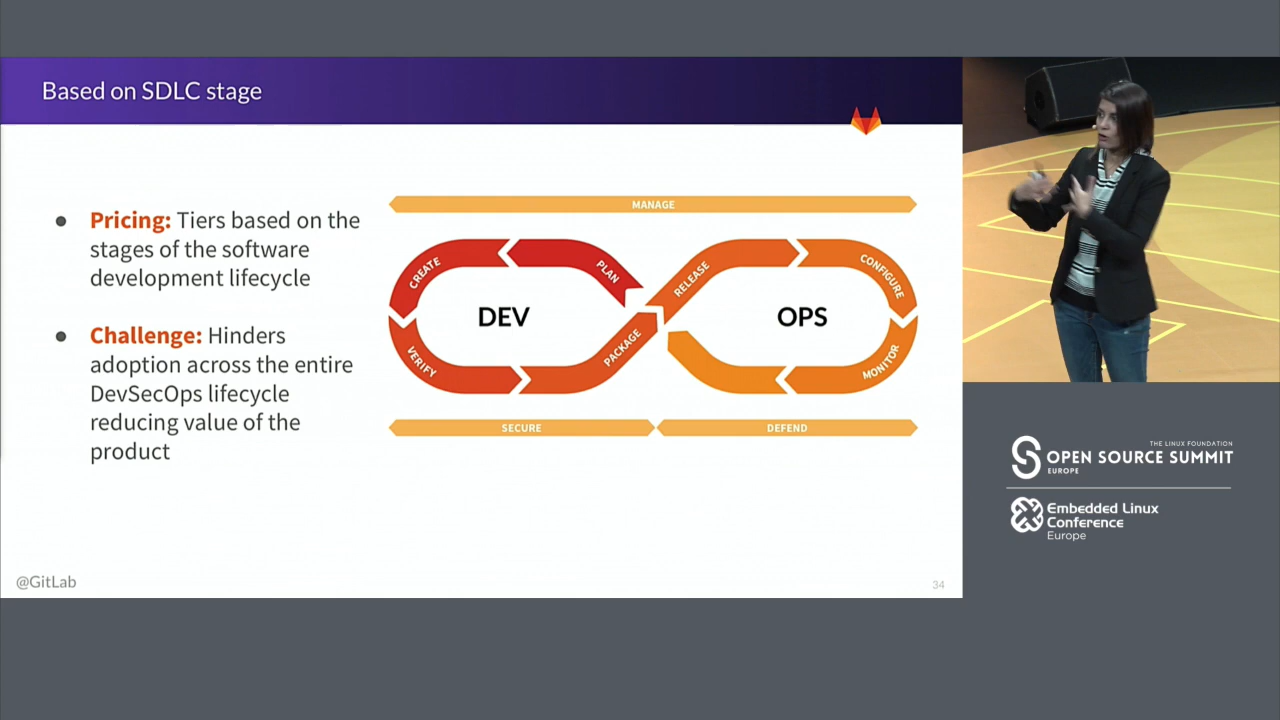 Based on SDLC stage
Pricing: Tiers based on the
stages of the software
development lifecycle
Challenge: Hinders
adoption across the entire
DevSecOps lifecycle
reducing value of the
product
MANAGE
CREATE
PLAN
RELEASE
CONFIGURE
DEV
OPS
VERIFY
PACKAGE
MONITOR
SECURE
DEFEND
@GitLab
34
THE LINUX FOUNDATION
OPEN SOURCE SUMMIT
EUROPE
Embedded Linux
Conference
Europe